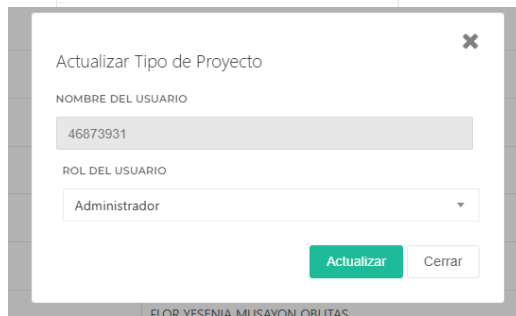 Actualizar Tipo de Proyecto
NOMBRE DEL USUARIO
46873931
ROL DEL USUARIO
Administrador
Actualizar Cerrar
FLOR YESENIA MUSAYON OBLITAS